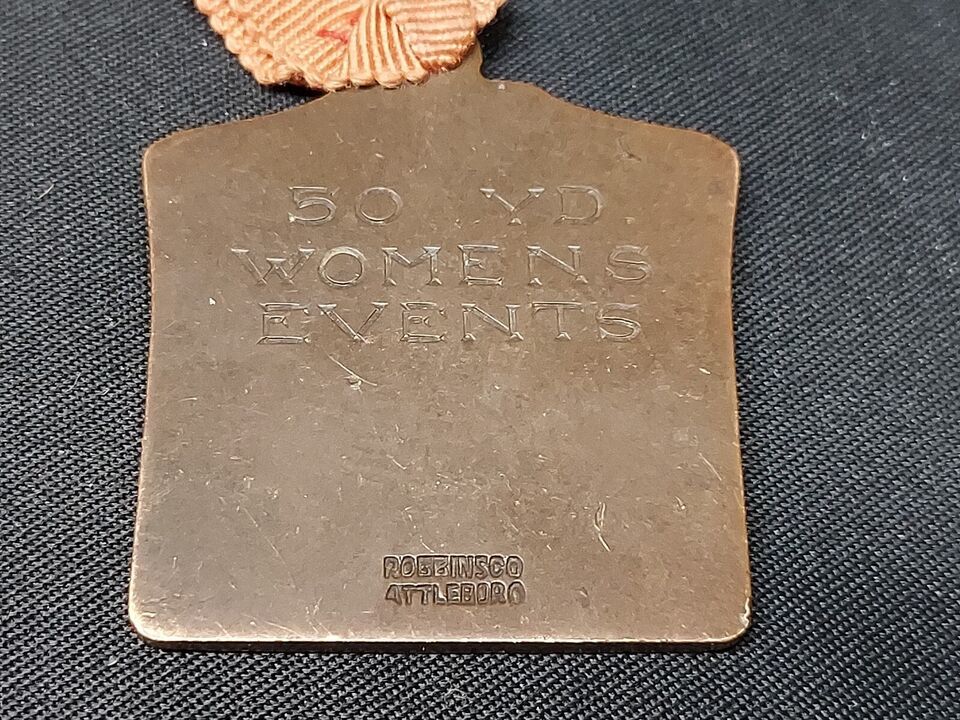 50 YD
WOMENS
EVENTS
ROBBINSCO
ATTLEBORO